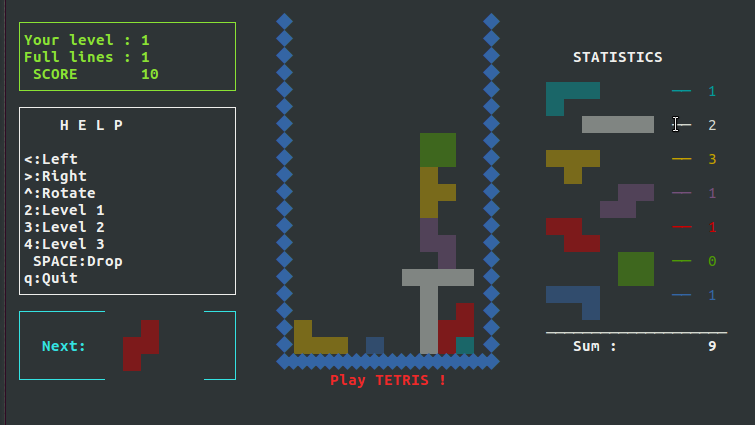 Your level : 1
Full lines : 1
SCORE 10
H E L P
<:Left
>:Right
^:Rotate
2:Level 1
3:Level 2
4:Level 3
SPACE:Drop
q:Quit
Next:
Play TETRIS !
STATISTICS
1
2
3
1
1
0
1
Sum : 9